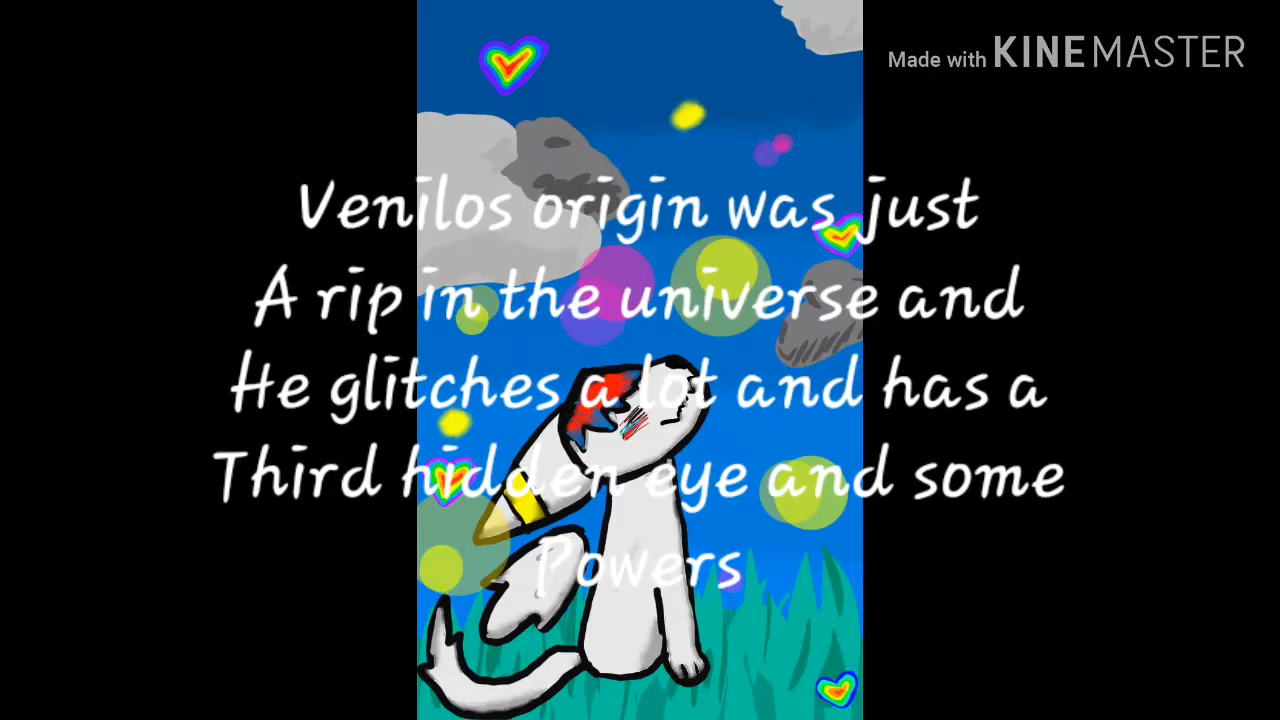 Made with KINEMASTER
Venilos origin was just
A rip in the universe and
He glitches a lot and has a
Third hidden eye and some
Powers